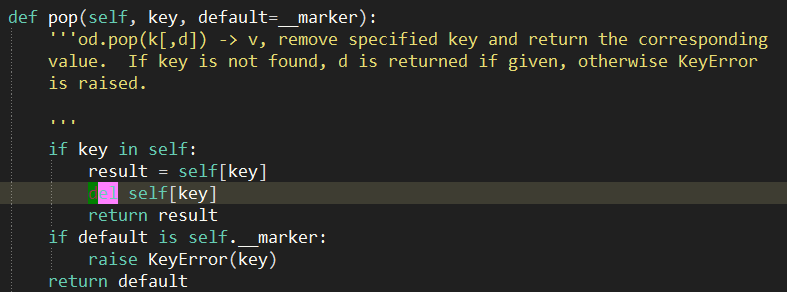 def pop(self, key, default=__marker):
    '''od.pop(k[,d]) -> v, remove specified key and return the corresponding
    value.  If key is not found, d is returned if given, otherwise KeyError
    is raised.

    '''
    if key in self:
        result = self[key]
        del self[key]
        return result
    if default is self.__marker:
        raise KeyError(key)
    return default